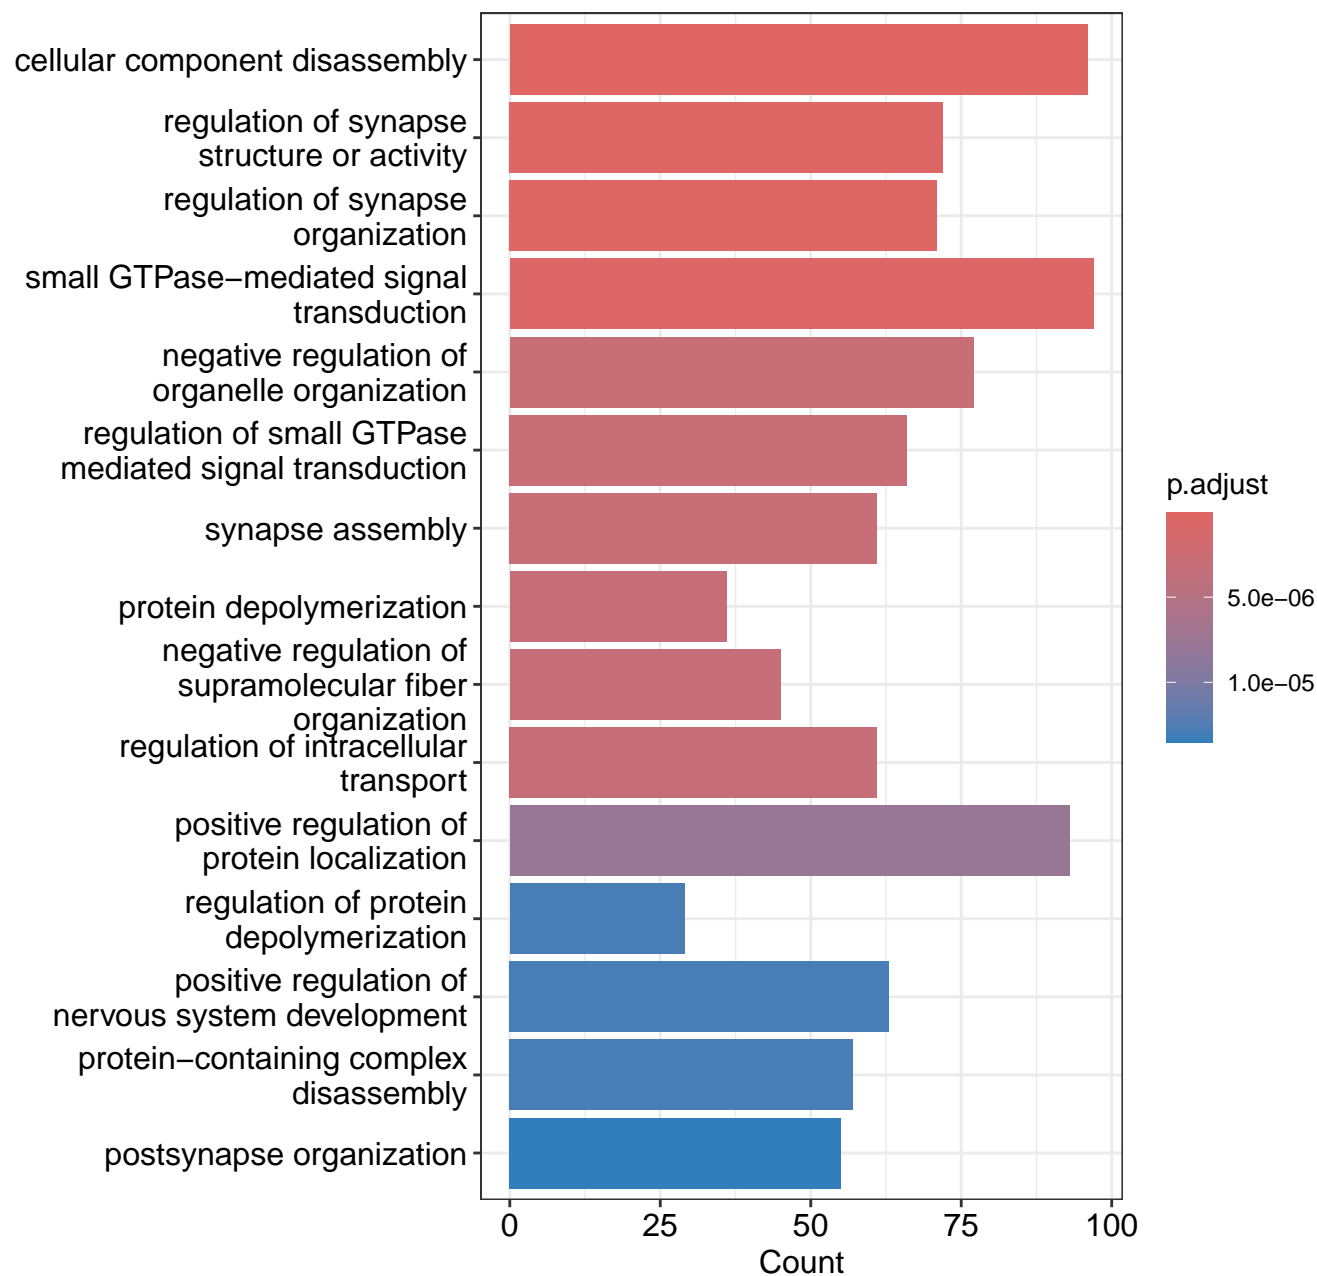 cellular component disassembly
regulation of synapse
structure or activity
regulation of synapse
organization
small GTPase−mediated signal
transduction
negative regulation of
organelle organization
regulation of small GTPase
mediated signal transduction
synapse assembly
protein depolymerization
negative regulation of
supramolecular fiber
organization
regulation of intracellular
transport
positive regulation of
protein localization
regulation of protein
depolymerization
positive regulation of
nervous system development
protein−containing complex
disassembly
postsynapse organization
0 25 50 75 100
Count
p.adjust
5.0e−06
1.0e−05